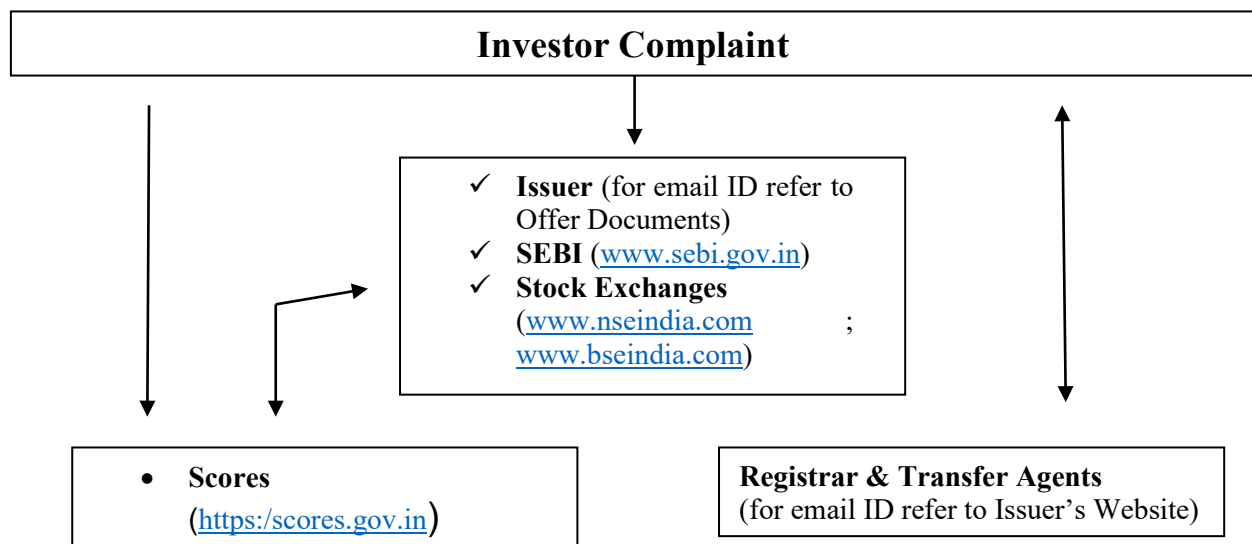 Investor Complaint
✓ Issuer (for email ID refer to
Offer Documents)
✓ SEBI (www.sebi.gov.in)
✓ Stock Exchanges
(www.nseindia.com ;
www.bseindia.com)
• Scores
(https:/scores.gov.in)
Registrar & Transfer Agents
(for email ID refer to Issuer’s Website)